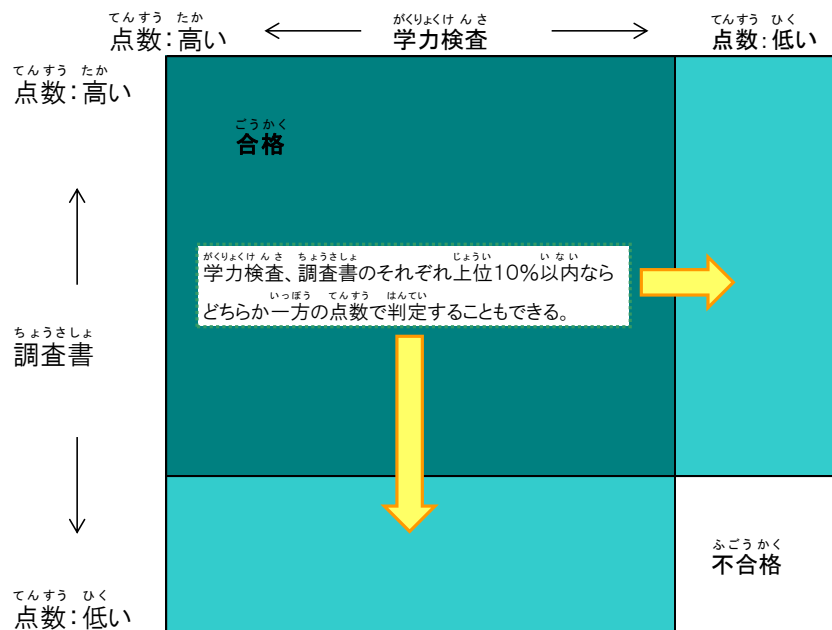 てんすう たか
点数：高い
がくりょくけんさ
学力検査
てんすう ひく
点数：低い
てんすう たか
点数：高い
ごうかく
合格
がくりょくけんさ ちょうさしょ じょうい いない
学力検査、調査書のそれぞれ上位10％以内なら
いっぽう てんすう はんてい
どちらか一方の点数で判定することもできる。
ちょうさしょ
調査書
ふごうかく
不合格
てんすう ひく
点数：低い